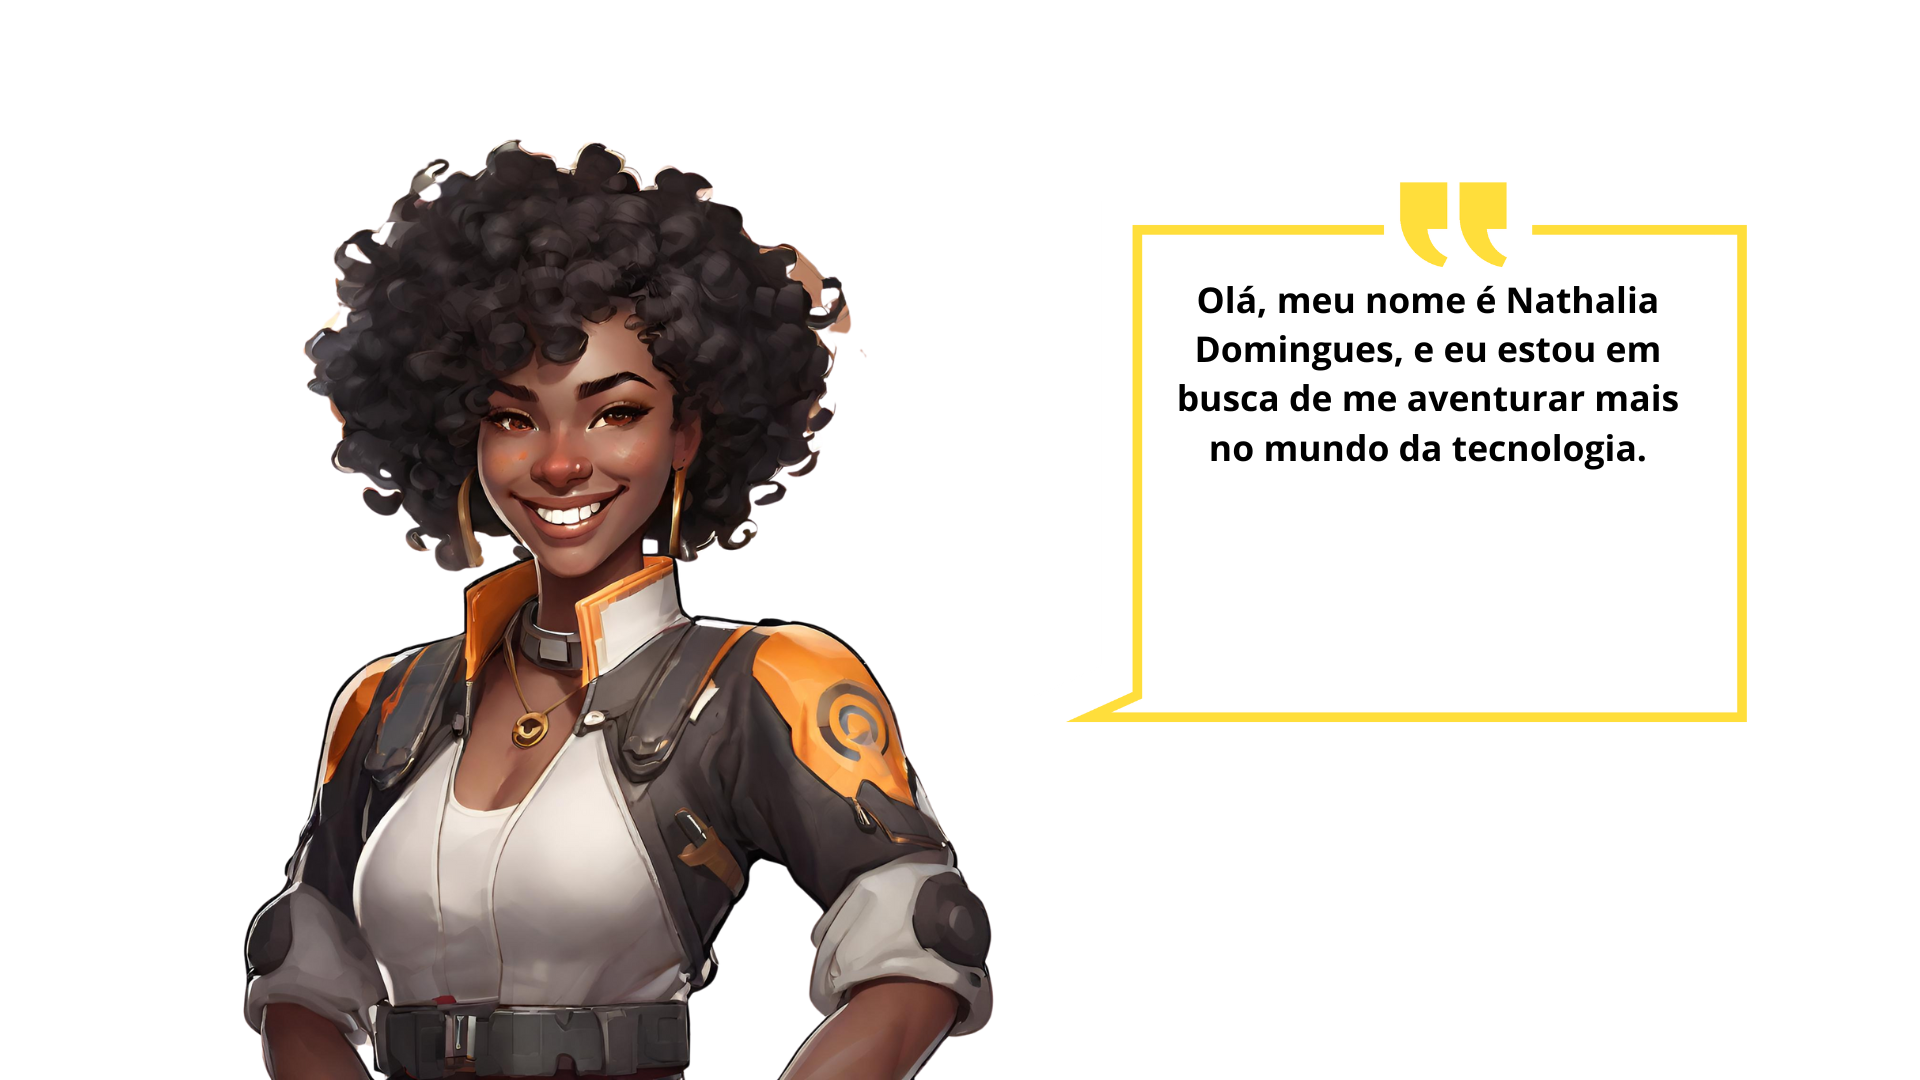 Olá, meu nome é Nathalia
Domingues, e eu estou em
busca de me aventurar mais
no mundo da tecnologia.